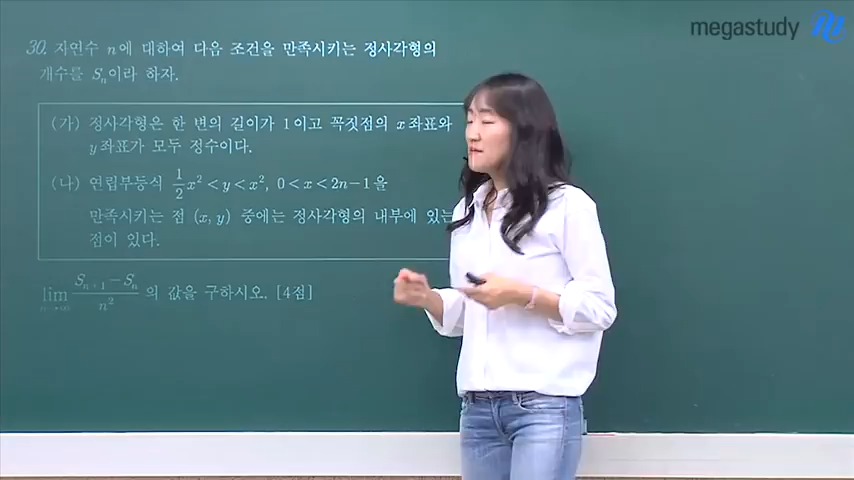 megastudy
30. 자연수 n에 대하여 다음 조건을 만족시키는 정사각형의
개수를 Sₙ이라 하자.
(가) 정사각형은 한 변의 길이가 1이고 꼭짓점의 x좌표와
y좌표가 모두 정수이다.
(나) 연립부등식 1/2 x² < y < x², 0 < x < 2n−1을
만족시키는 점 (x, y) 중에는 정사각형의 내부에 있는
점이 있다.
lim n→∞ (Sₙ₊₁ − Sₙ)/n² 의 값을 구하시오. [4점]